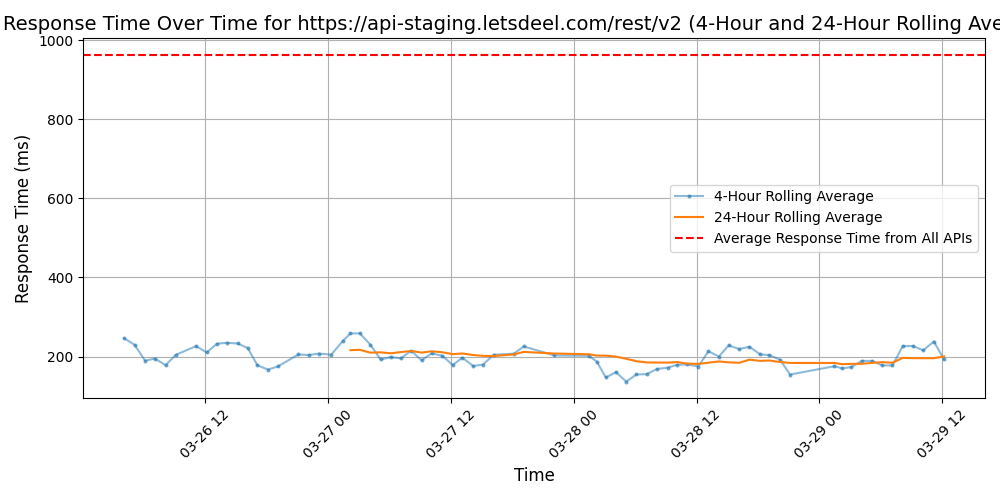 Response Time Over Time for https://api-staging.letsdeel.com/rest/v2 (4-Hour and 24-Hour Rolling Ave
1000
800
600
400
200
Response Time (ms)
4-Hour Rolling Average
24-Hour Rolling Average
Average Response Time from All APIs
03-26 12
03-27 00
03-27 12
03-28 00
03-28 12
03-29 00
03-29 12
Time